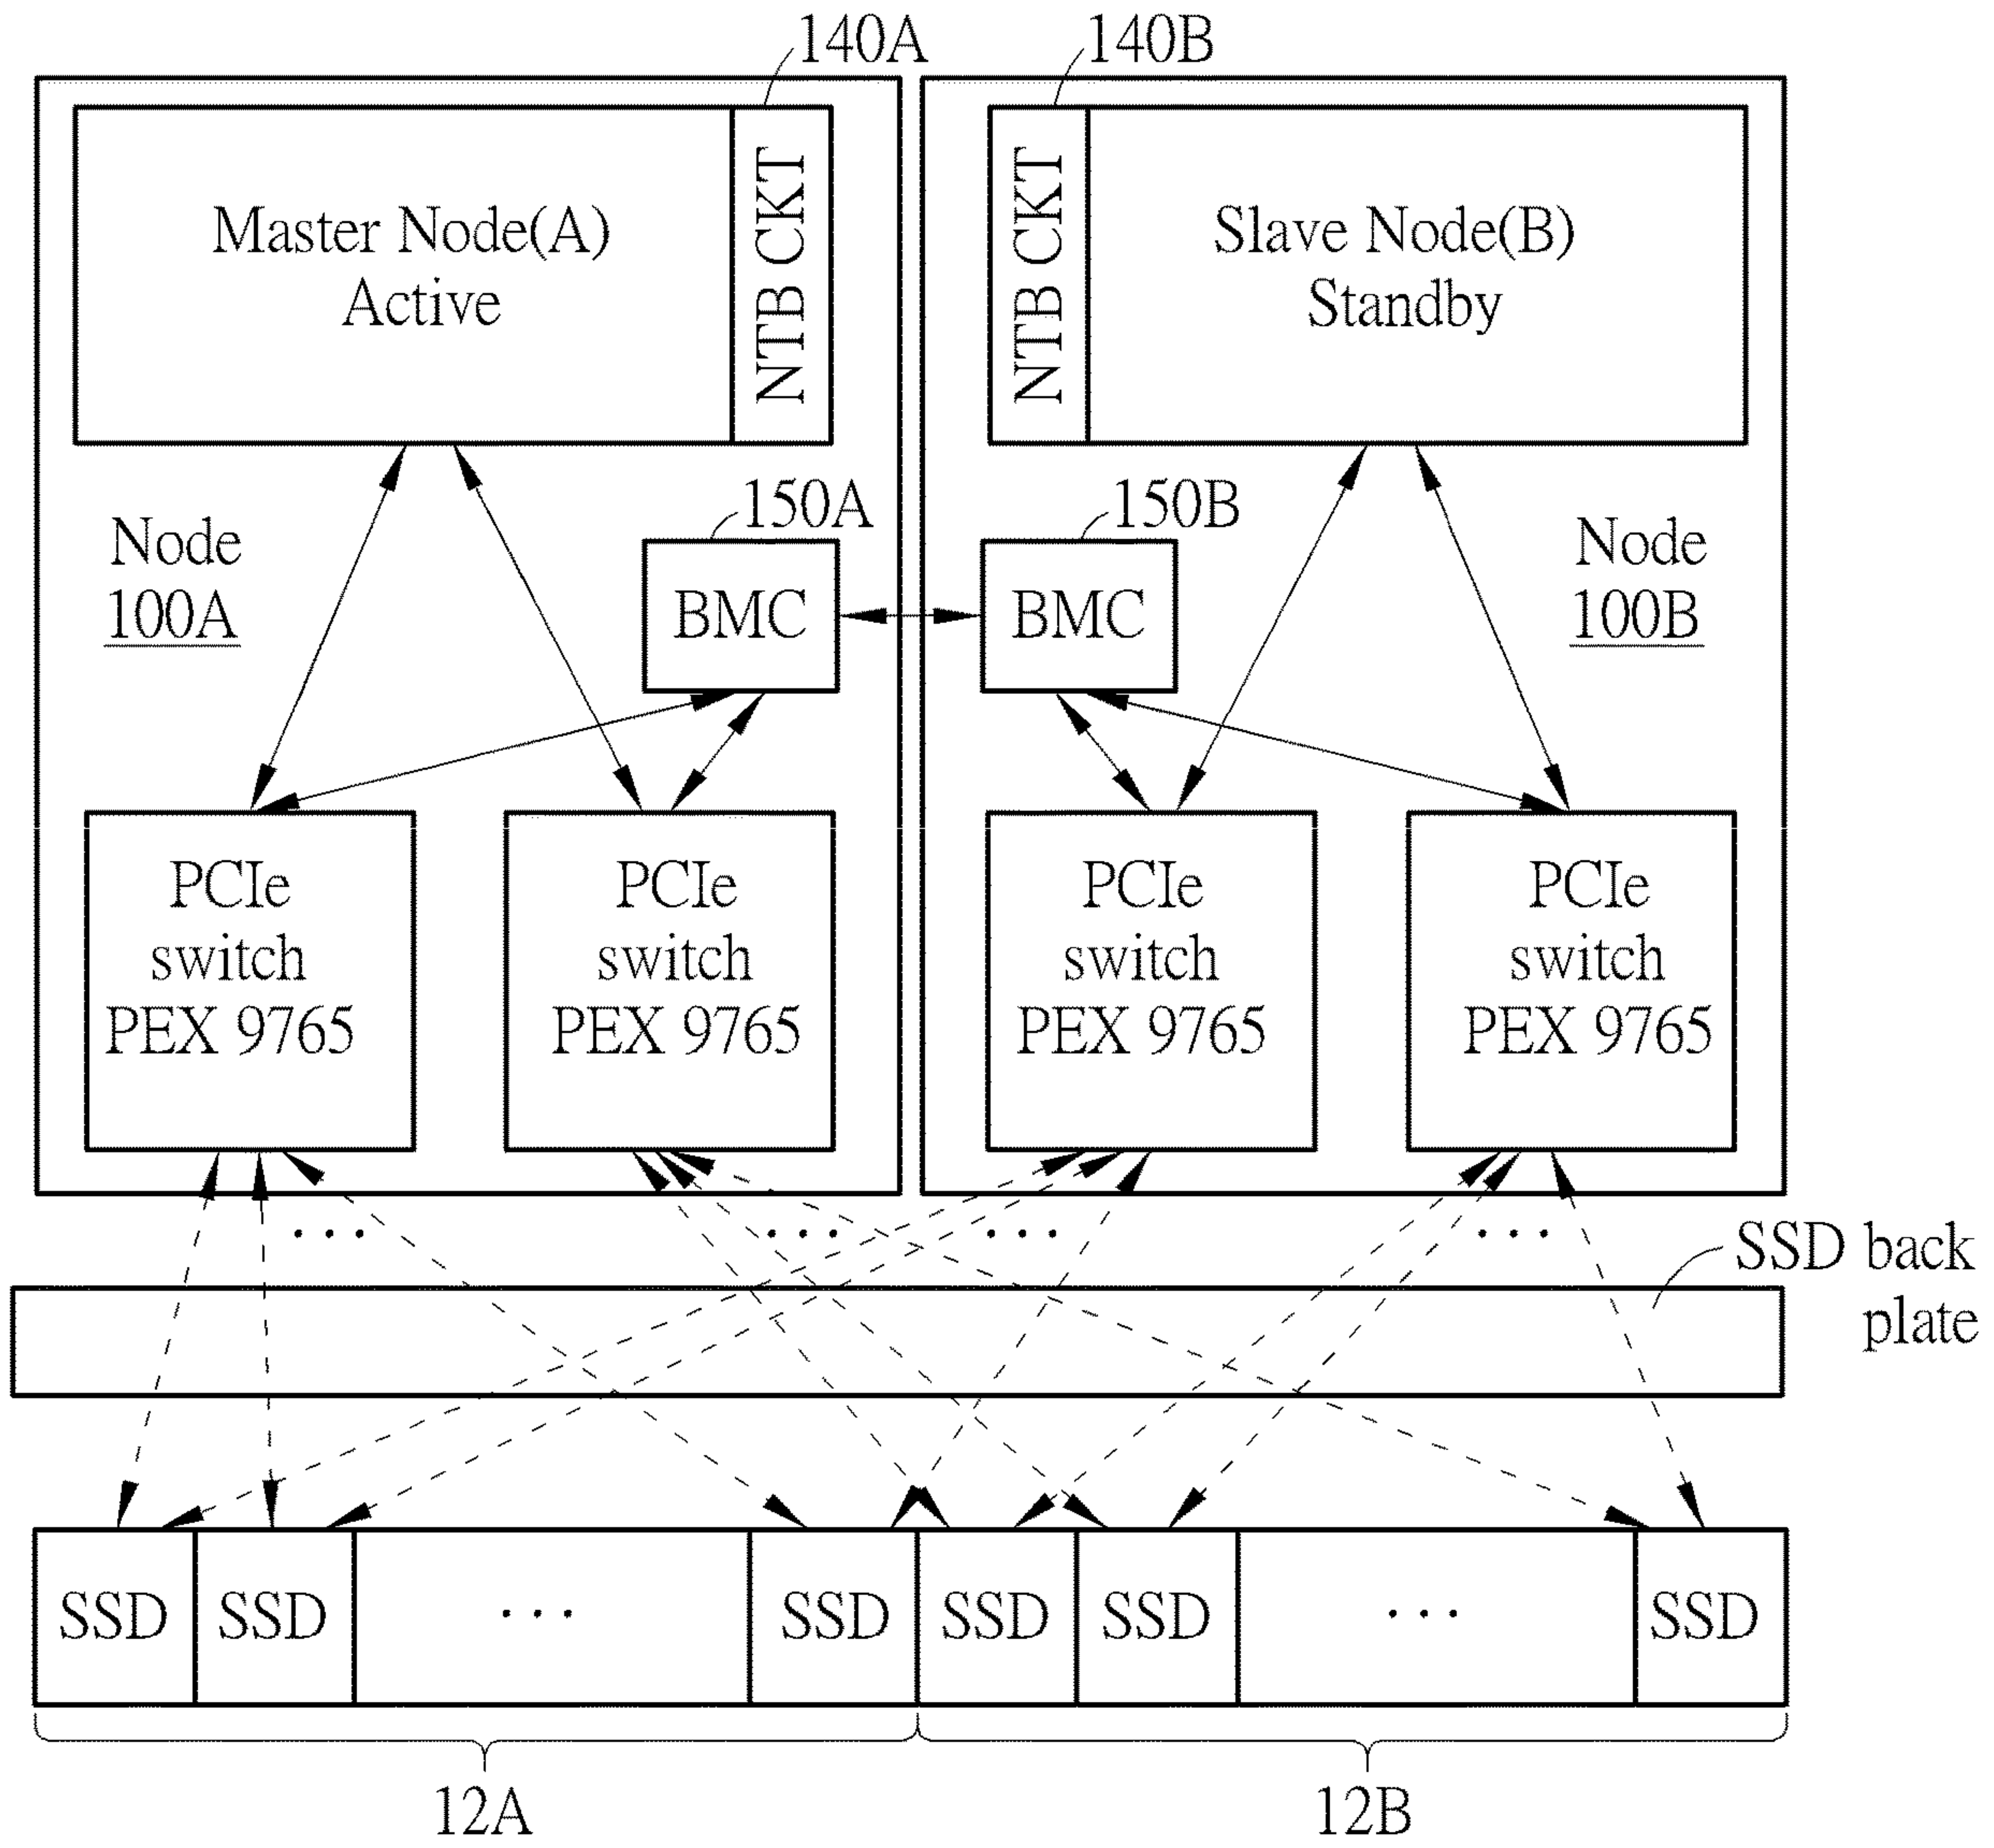 140A
140B
Master Node(A)
Active
NTB CKT
NTB CKT
Slave Node(B)
Standby
Node
100A
150A
BMC
150B
BMC
Node
100B
PCIe
switch
PEX 9765
PCIe
switch
PEX 9765
PCIe
switch
PEX 9765
PCIe
switch
PEX 9765
...
...
...
...
SSD back
plate
SSD
SSD
...
SSD
SSD
SSD
...
SSD
12A
12B